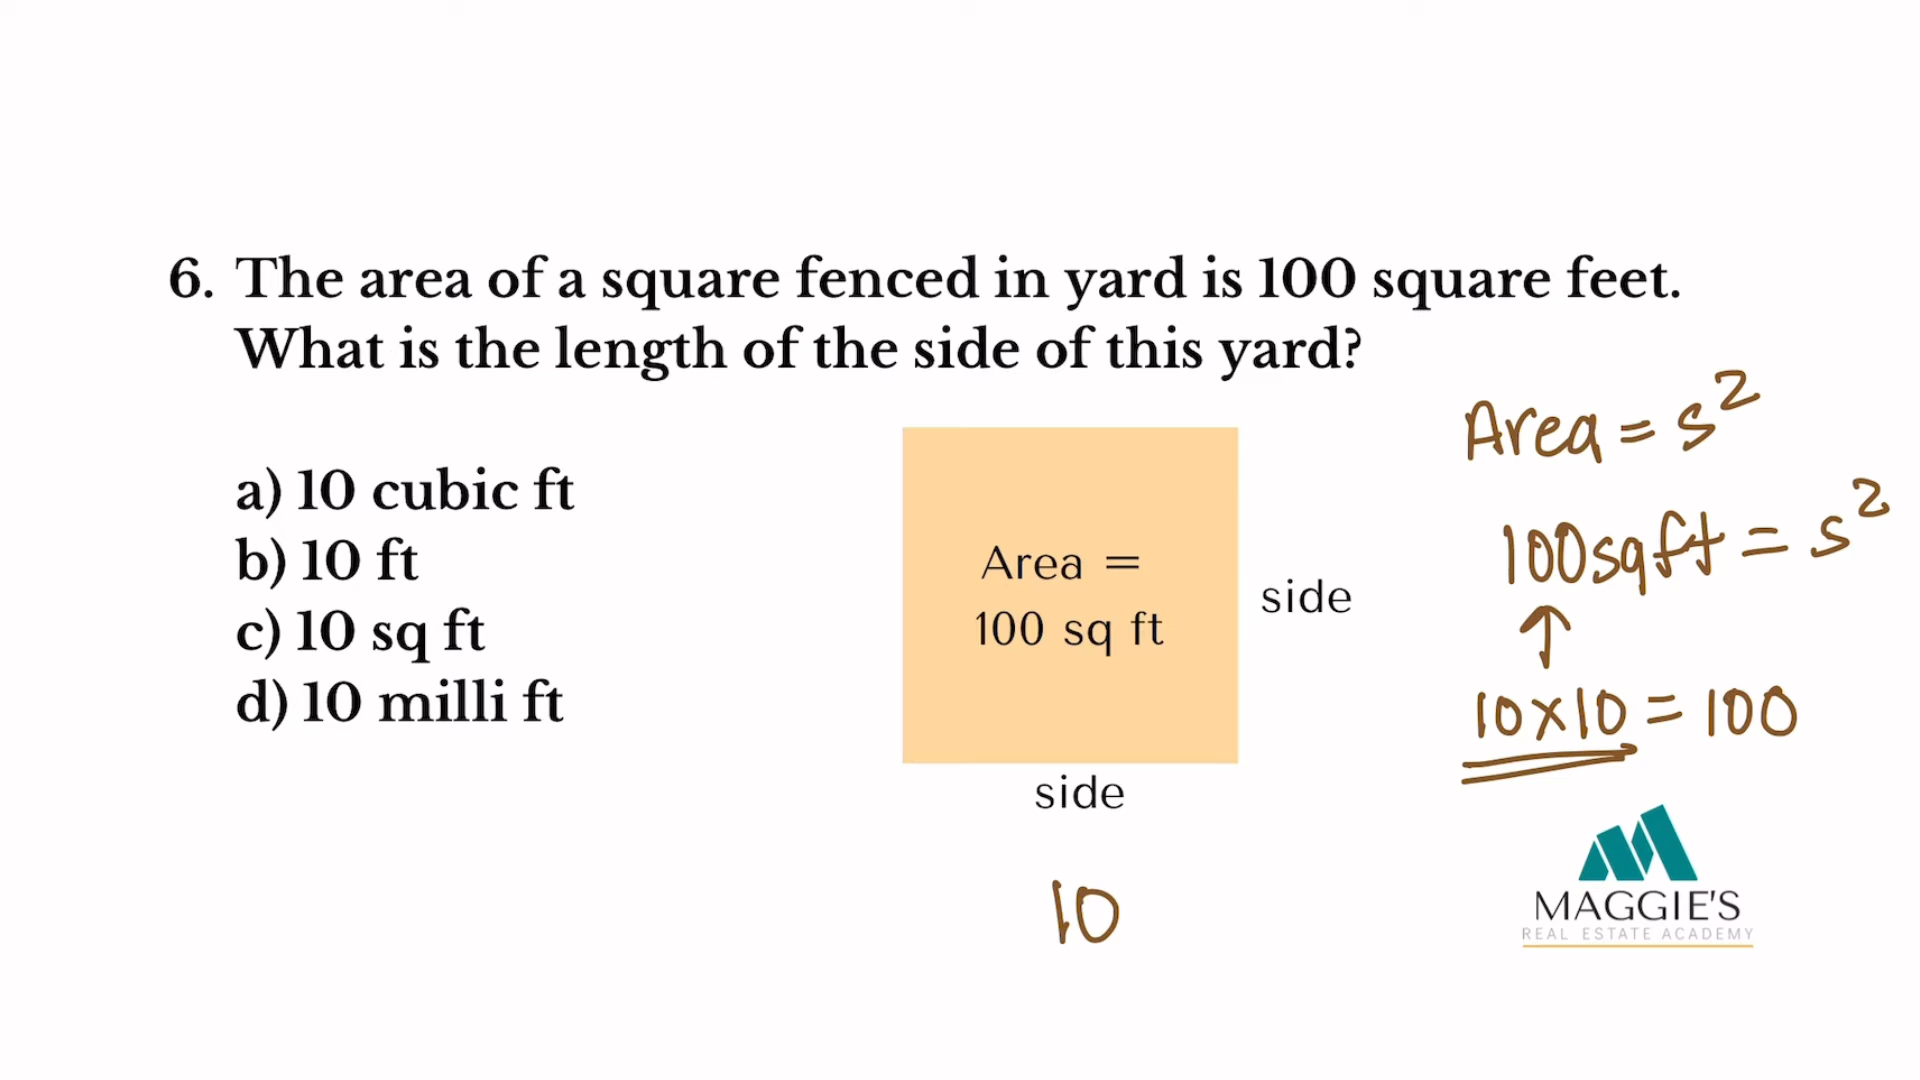 6. The area of a square fenced in yard is 100 square feet.
What is the length of the side of this yard?
a) 10 cubic ft
b) 10 ft
c) 10 sq ft
d) 10 milli ft
Area =
100 sq ft
side
side
10
Area = s²
100sqft = s²
↑
10x10 = 100
MAGGIE'S
REAL ESTATE ACADEMY